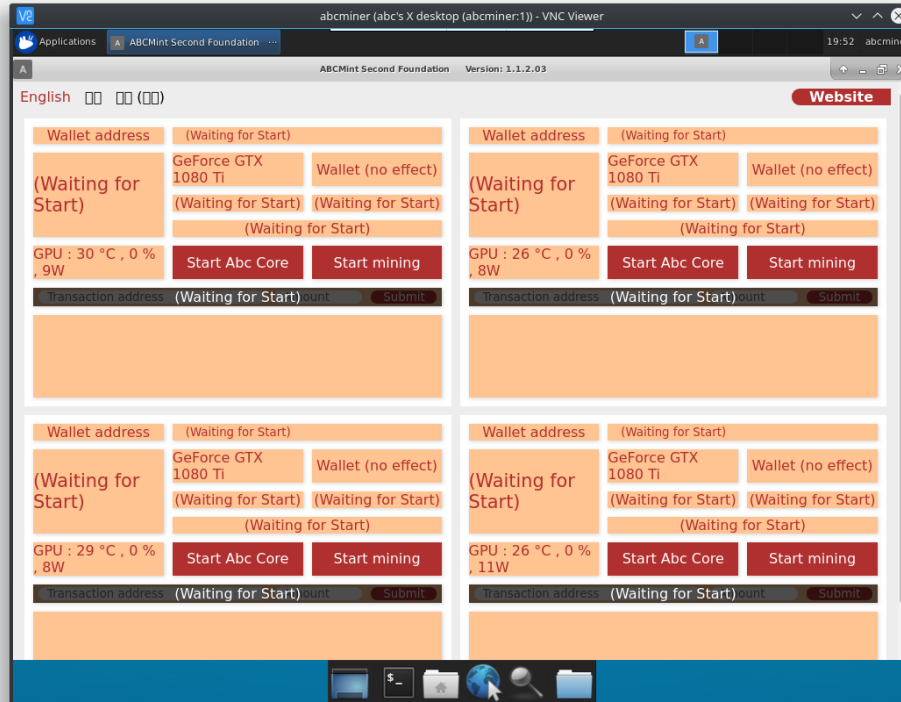 abcminer (abc's X desktop (abcminer:1)) - VNC Viewer
Applications
A ABCMint Second Foundation ...
A
19:52 abcmine
A
ABCMint Second Foundation Version: 1.1.2.03
English
Website
Wallet address (Waiting for Start)
(Waiting for
Start)
GeForce GTX
1080 Ti
Wallet (no effect)
(Waiting for Start) (Waiting for Start)
(Waiting for Start)
GPU : 30 °C , 0 %
, 9W
Start Abc Core
Start mining
Transaction address (Waiting for Start) ount Submit
Wallet address (Waiting for Start)
(Waiting for
Start)
GeForce GTX
1080 Ti
Wallet (no effect)
(Waiting for Start) (Waiting for Start)
(Waiting for Start)
GPU : 26 °C , 0 %
, 8W
Start Abc Core
Start mining
Transaction address (Waiting for Start) ount Submit
Wallet address (Waiting for Start)
(Waiting for
Start)
GeForce GTX
1080 Ti
Wallet (no effect)
(Waiting for Start) (Waiting for Start)
(Waiting for Start)
GPU : 29 °C , 0 %
, 8W
Start Abc Core
Start mining
Transaction address (Waiting for Start) ount Submit
Wallet address (Waiting for Start)
(Waiting for
Start)
GeForce GTX
1080 Ti
Wallet (no effect)
(Waiting for Start) (Waiting for Start)
(Waiting for Start)
GPU : 26 °C , 0 %
, 11W
Start Abc Core
Start mining
Transaction address (Waiting for Start) ount Submit
$_